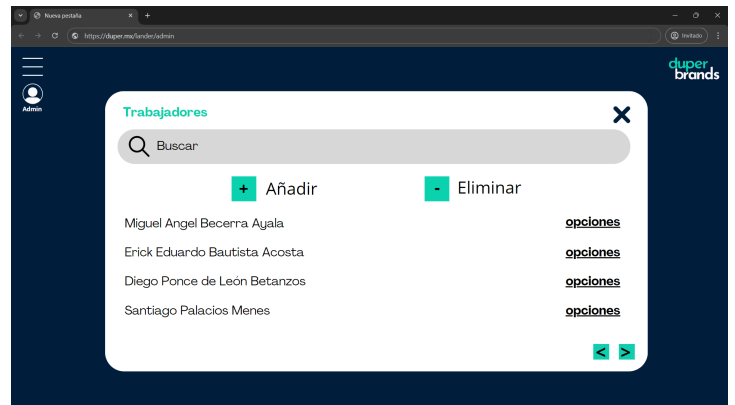 Nueva pestaña
https://duper.mx/lander/admin
Invitado
duper
brands
Admin
Trabajadores
Buscar
+ Añadir
- Eliminar
Miguel Angel Becerra Ayala opciones
Erick Eduardo Bautista Acosta opciones
Diego Ponce de León Betanzos opciones
Santiago Palacios Menes opciones
< >